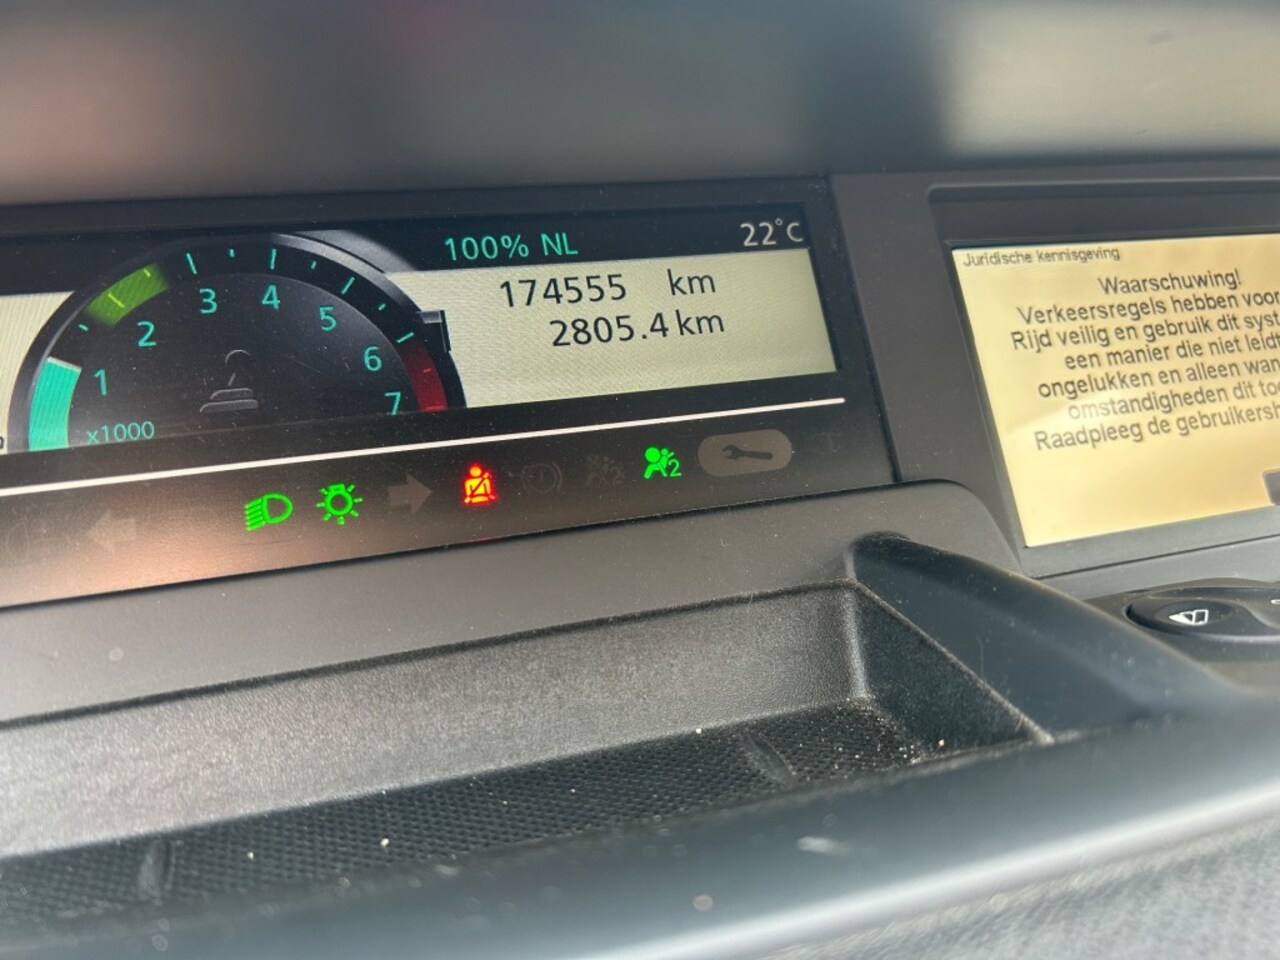 100% NL
22°C
174555 km
2805.4 km
1
2
3
4
5
6
7
x1000
2
Juridische kennisgeving
Waarschuwing!
Verkeersregels hebben voor
Rijd veilig en gebruik dit syst
een manier die niet leidt
ongelukken en alleen wan
omstandigheden dit to
Raadpleeg de gebruikersh